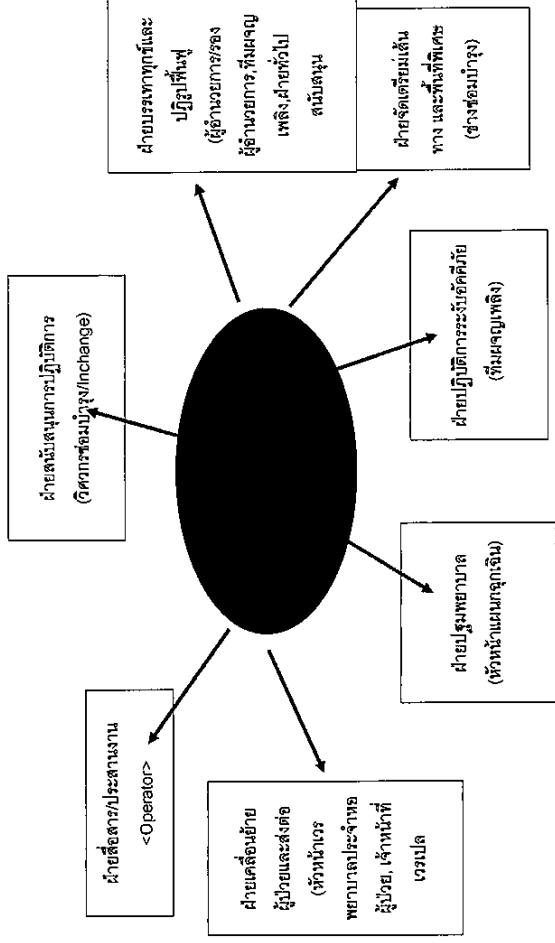 ฝ่ายสนับสนุนการปฏิบัติการ
(วิศวกรซ่อมบำรุง/Inchange)
ฝ่ายสื่อสาร/ประสานงาน
<Operator>
ฝ่ายบรรเทาทุกข์และ
ปฏิรูปฟื้นฟู
(ผู้อำนวยการ/รอง
ผู้อำนวยการ,ทีมผจญ
เพลิง,ฝ่ายทั่วไป
สนับสนุน
ฝ่ายเคลื่อนย้าย
ผู้ป่วยและส่งต่อ
(หัวหน้าเวร
พยาบาลประจำหอ
ผู้ป่วย, เจ้าหน้าที่
เวรเปล
ฝ่ายปฐมพยาบาล
(หัวหน้าแผนกฉุกเฉิน)
ฝ่ายปฏิบัติการระงับอัคคีภัย
(ทีมผจญเพลิง)
ฝ่ายจัดเตรียมเส้น
ทาง และพื้นที่พิเศษ
(ช่างซ่อมบำรุง)